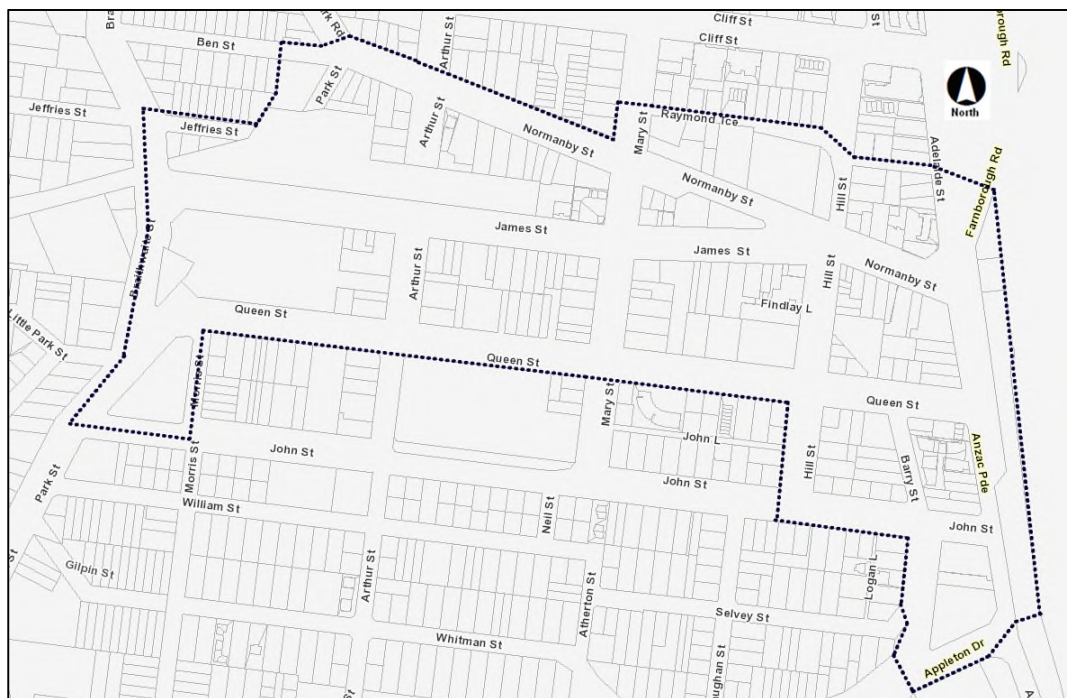 Cliff St
Cliff St
Ben St
Arthur St
Park St
North
Jeffries St
Jeffries St
Raymond Tce
Arthur St
Normanby St
Mary St
Adelaide St
Farnborough Rd
Normanby St
Hill St
James St
James St
Arthur St
Hill St
Normanby St
Braithwaite St
Findlay L
Queen St
Little Park St
Queen St
Morris St
Mary St
Queen St
John L
Hill St
Barry St
Anzac Pde
John St
Morris St
Park St
John St
William St
Neil St
John St
Gilpin St
Arthur St
Atherton St
Logan L
Selvey St
Whitman St
Appleton Dr